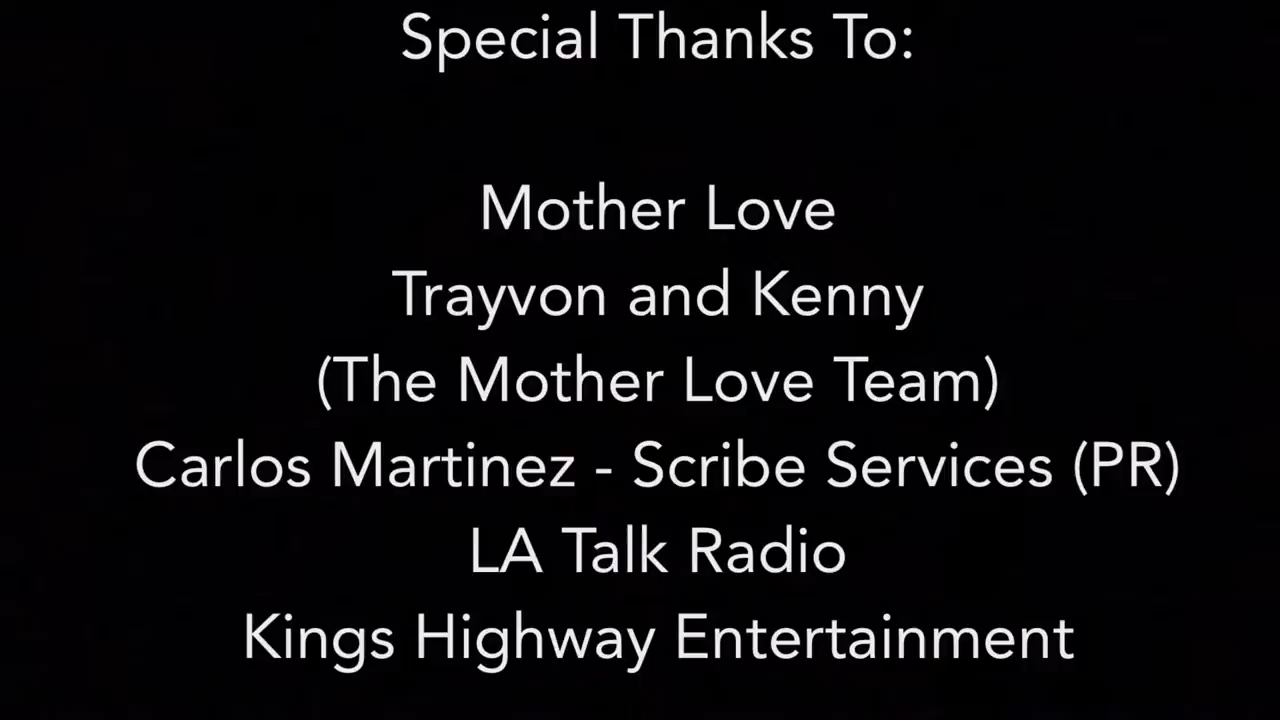 Special Thanks To:
Mother Love
Trayvon and Kenny
(The Mother Love Team)
Carlos Martinez - Scribe Services (PR)
LA Talk Radio
Kings Highway Entertainment